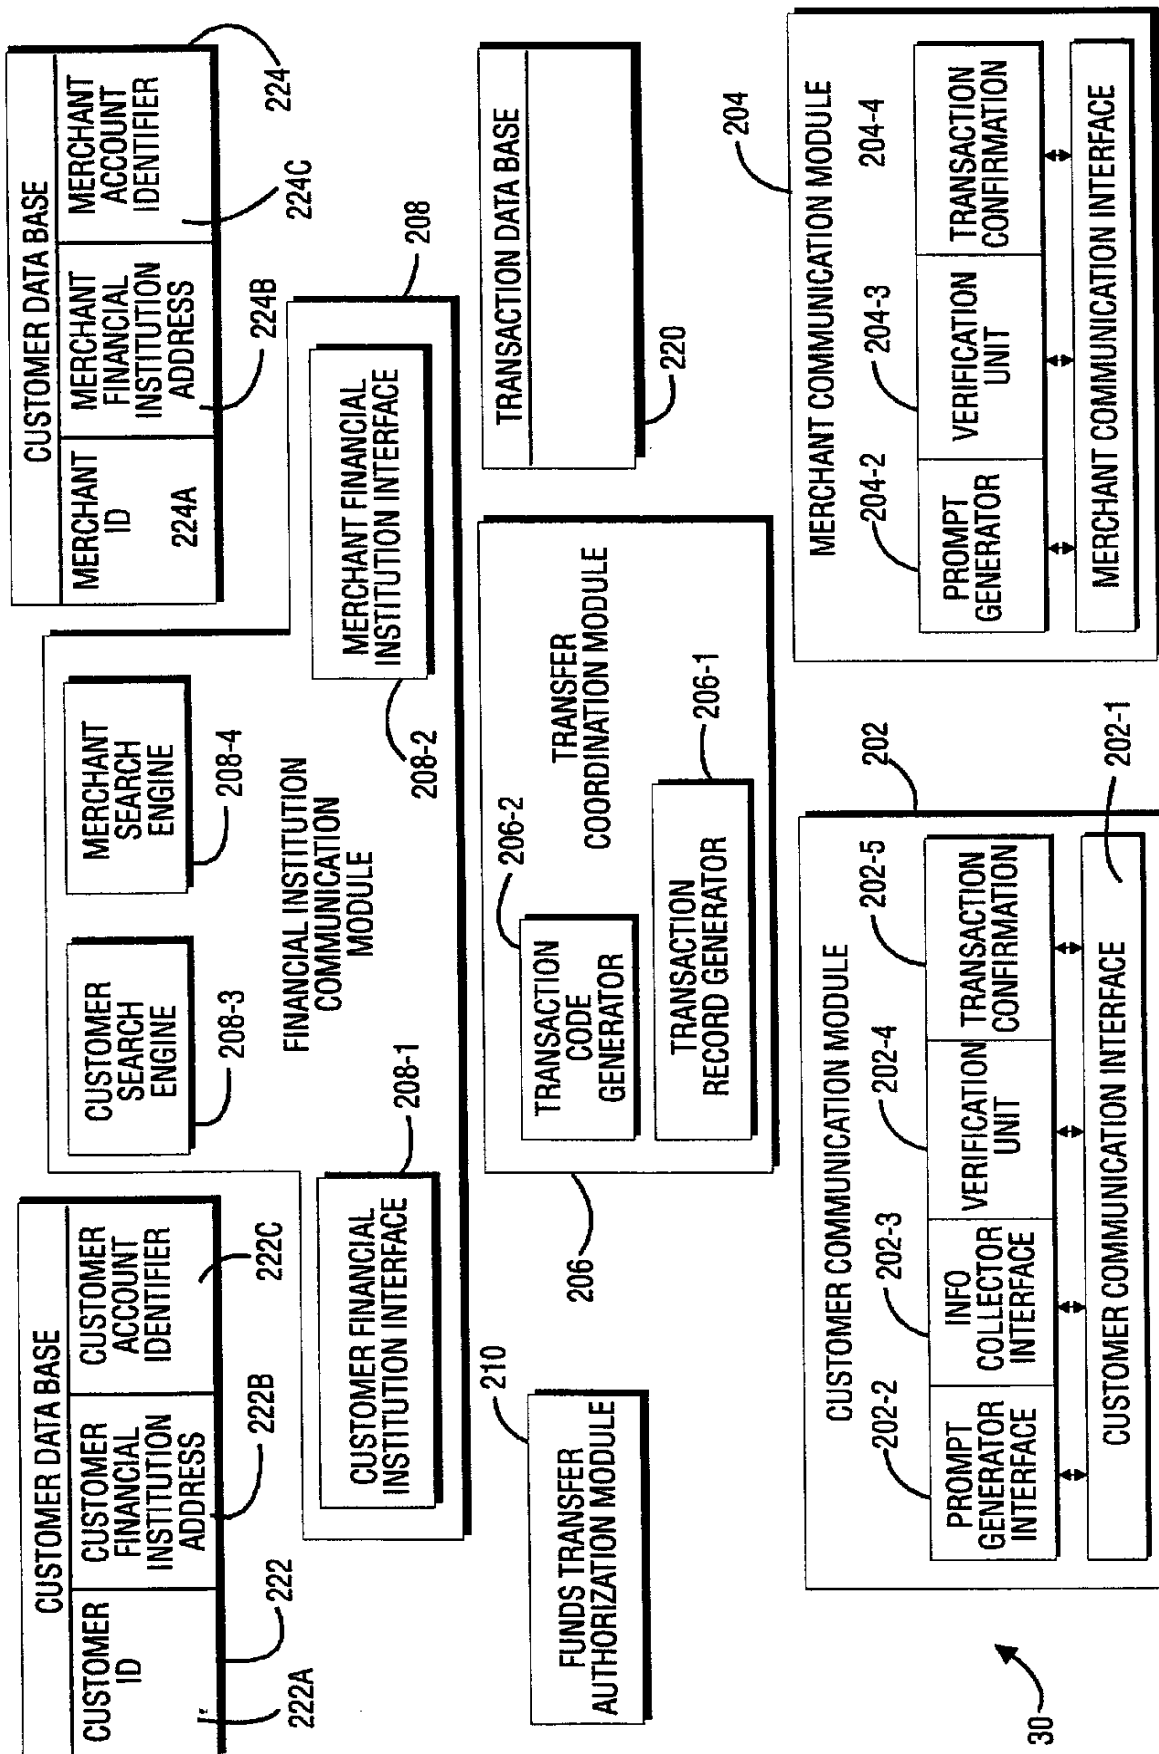 CUSTOMER DATA BASE
CUSTOMER
ID
CUSTOMER
FINANCIAL
INSTITUTION
ADDRESS
CUSTOMER
ACCOUNT
IDENTIFIER
222A
222
222B
222C
CUSTOMER
SEARCH
ENGINE
208-3
MERCHANT
SEARCH
ENGINE
208-4
CUSTOMER DATA BASE
MERCHANT
ID
224A
MERCHANT
FINANCIAL
INSTITUTION
ADDRESS
MERCHANT
ACCOUNT
IDENTIFIER
224B
224C
224
FINANCIAL INSTITUTION
COMMUNICATION
MODULE
CUSTOMER FINANCIAL
INSTITUTION INTERFACE
208-1
MERCHANT FINANCIAL
INSTITUTION INTERFACE
208-2
208
FUNDS TRANSFER
AUTHORIZATION MODULE
210
206
TRANSACTION
CODE
GENERATOR
206-2
TRANSFER
COORDINATION MODULE
TRANSACTION
RECORD GENERATOR
206-1
TRANSACTION DATA BASE
220
30
CUSTOMER COMMUNICATION MODULE
202
202-2
202-3
202-4
202-5
PROMPT
GENERATOR
INTERFACE
INFO
COLLECTOR
INTERFACE
VERIFICATION
UNIT
TRANSACTION
CONFIRMATION
CUSTOMER COMMUNICATION INTERFACE
202-1
MERCHANT COMMUNICATION MODULE
204
204-2
204-3
204-4
PROMPT
GENERATOR
VERIFICATION
UNIT
TRANSACTION
CONFIRMATION
MERCHANT COMMUNICATION INTERFACE